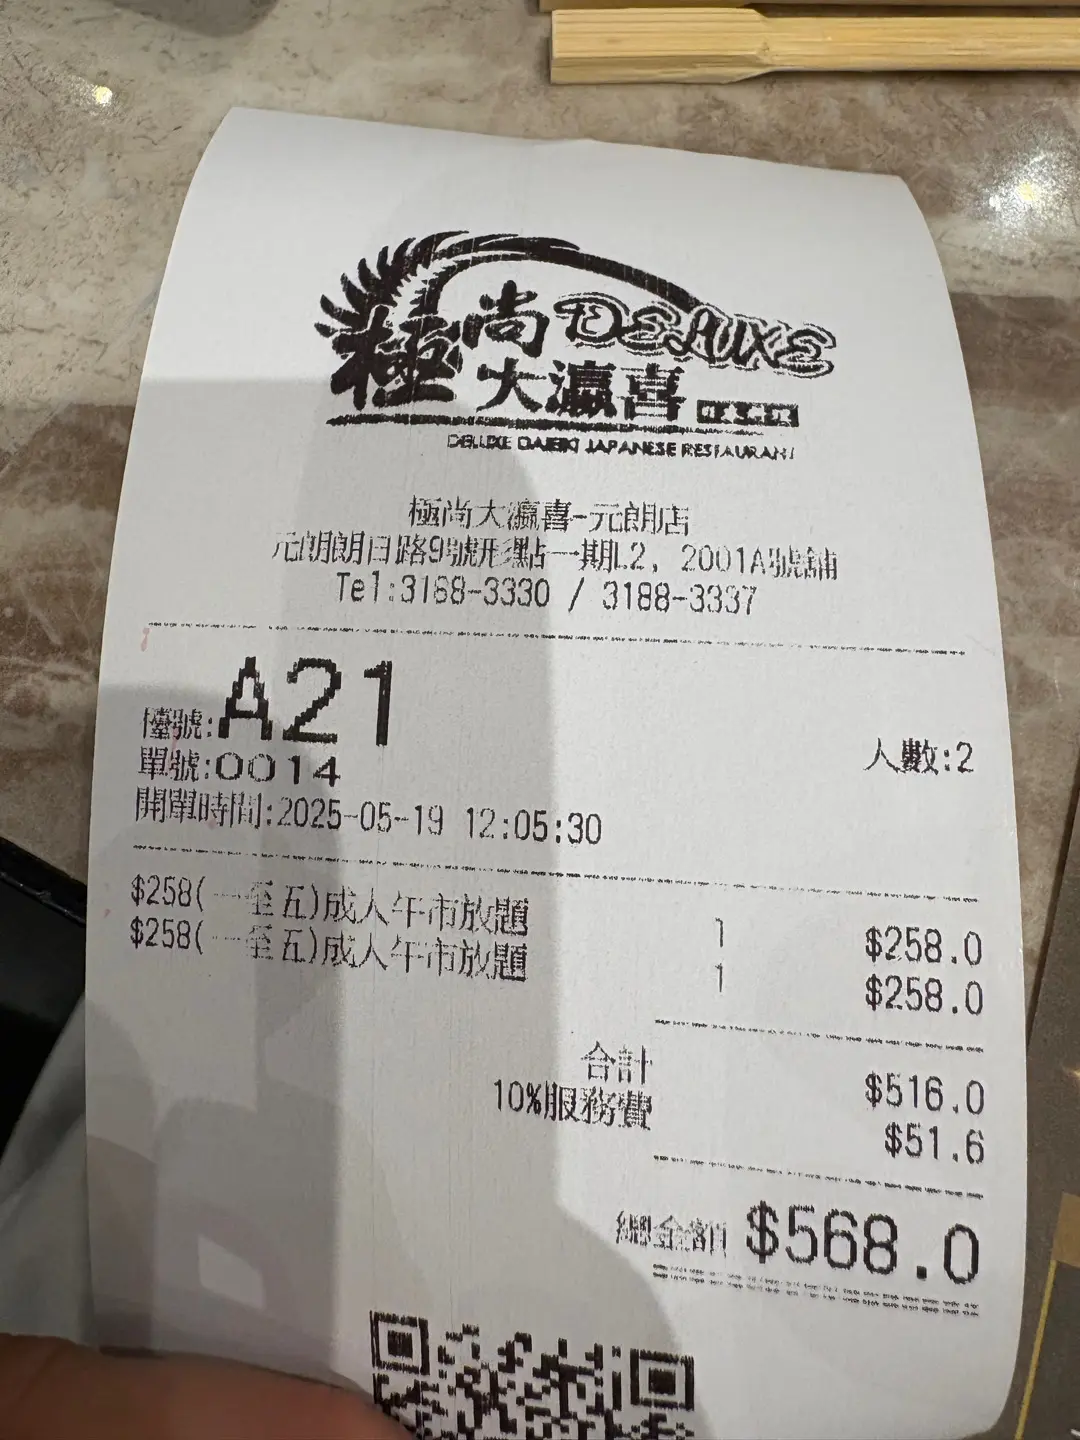 極尚 DELUXE
大瀛喜
DELUXE DAIEIKI JAPANESE RESTAURANT
極尚大瀛喜-元朗店
元朗朗日路9號形點一期L2, 2001A號舖
Tel:3188-3330 / 3188-3337
檯號:A21
單號:0014
人數:2
開單時間:2025-05-19 12:05:30
$258(一至五)成人午市放題 1 $258.0
$258(一至五)成人午市放題 1 $258.0
合計 $516.0
10%服務費 $51.6
總金額 $568.0